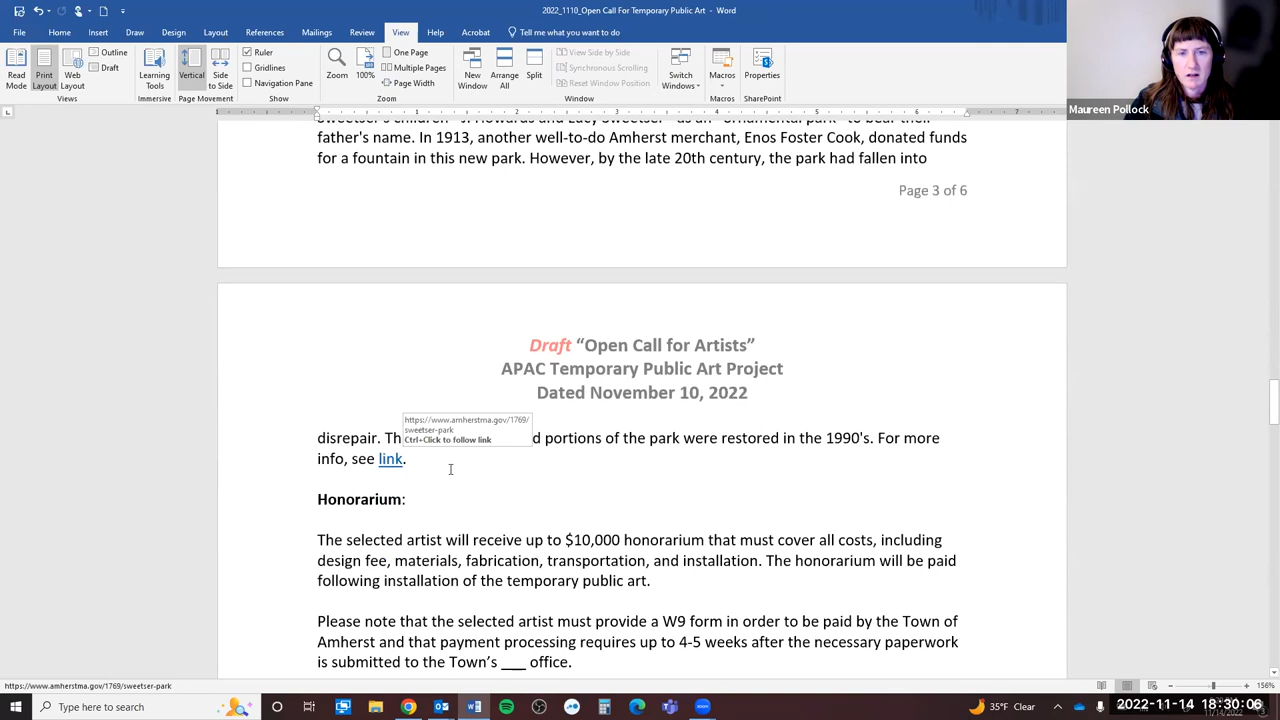 2022_1110_Open Call For Temporary Public Art - Word
File Home Insert Draw Design Layout References Mailings Review View Help Acrobat Tell me what you want to do
Read Mode
Print Layout
Web Layout
Outline
Draft
Views
Learning Tools
Immersive
Vertical
Side to Side
Page Movement
Ruler
Gridlines
Navigation Pane
Show
Zoom
100%
One Page
Multiple Pages
Page Width
Zoom
New Window
Arrange All
Split
View Side by Side
Synchronous Scrolling
Reset Window Position
Window
Switch Windows
Macros
Macros
Properties
SharePoint
Maureen Pollock
1 1 2 3 4 5 6 7
father's name. In 1913, another well-to-do Amherst merchant, Enos Foster Cook, donated funds
for a fountain in this new park. However, by the late 20th century, the park had fallen into
Page 3 of 6
Draft “Open Call for Artists”
APAC Temporary Public Art Project
Dated November 10, 2022
https://www.amherstma.gov/1769/
sweetser-park
Ctrl+Click to follow link
disrepair. Th d portions of the park were restored in the 1990's. For more
info, see link.
Honorarium:
The selected artist will receive up to $10,000 honorarium that must cover all costs, including
design fee, materials, fabrication, transportation, and installation. The honorarium will be paid
following installation of the temporary public art.
Please note that the selected artist must provide a W9 form in order to be paid by the Town of
Amherst and that payment processing requires up to 4-5 weeks after the necessary paperwork
is submitted to the Town’s ___ office.
https://www.amherstma.gov/1769/sweetser-park
156%
Type here to search
35°F Clear
2022-11-14 18:30:06